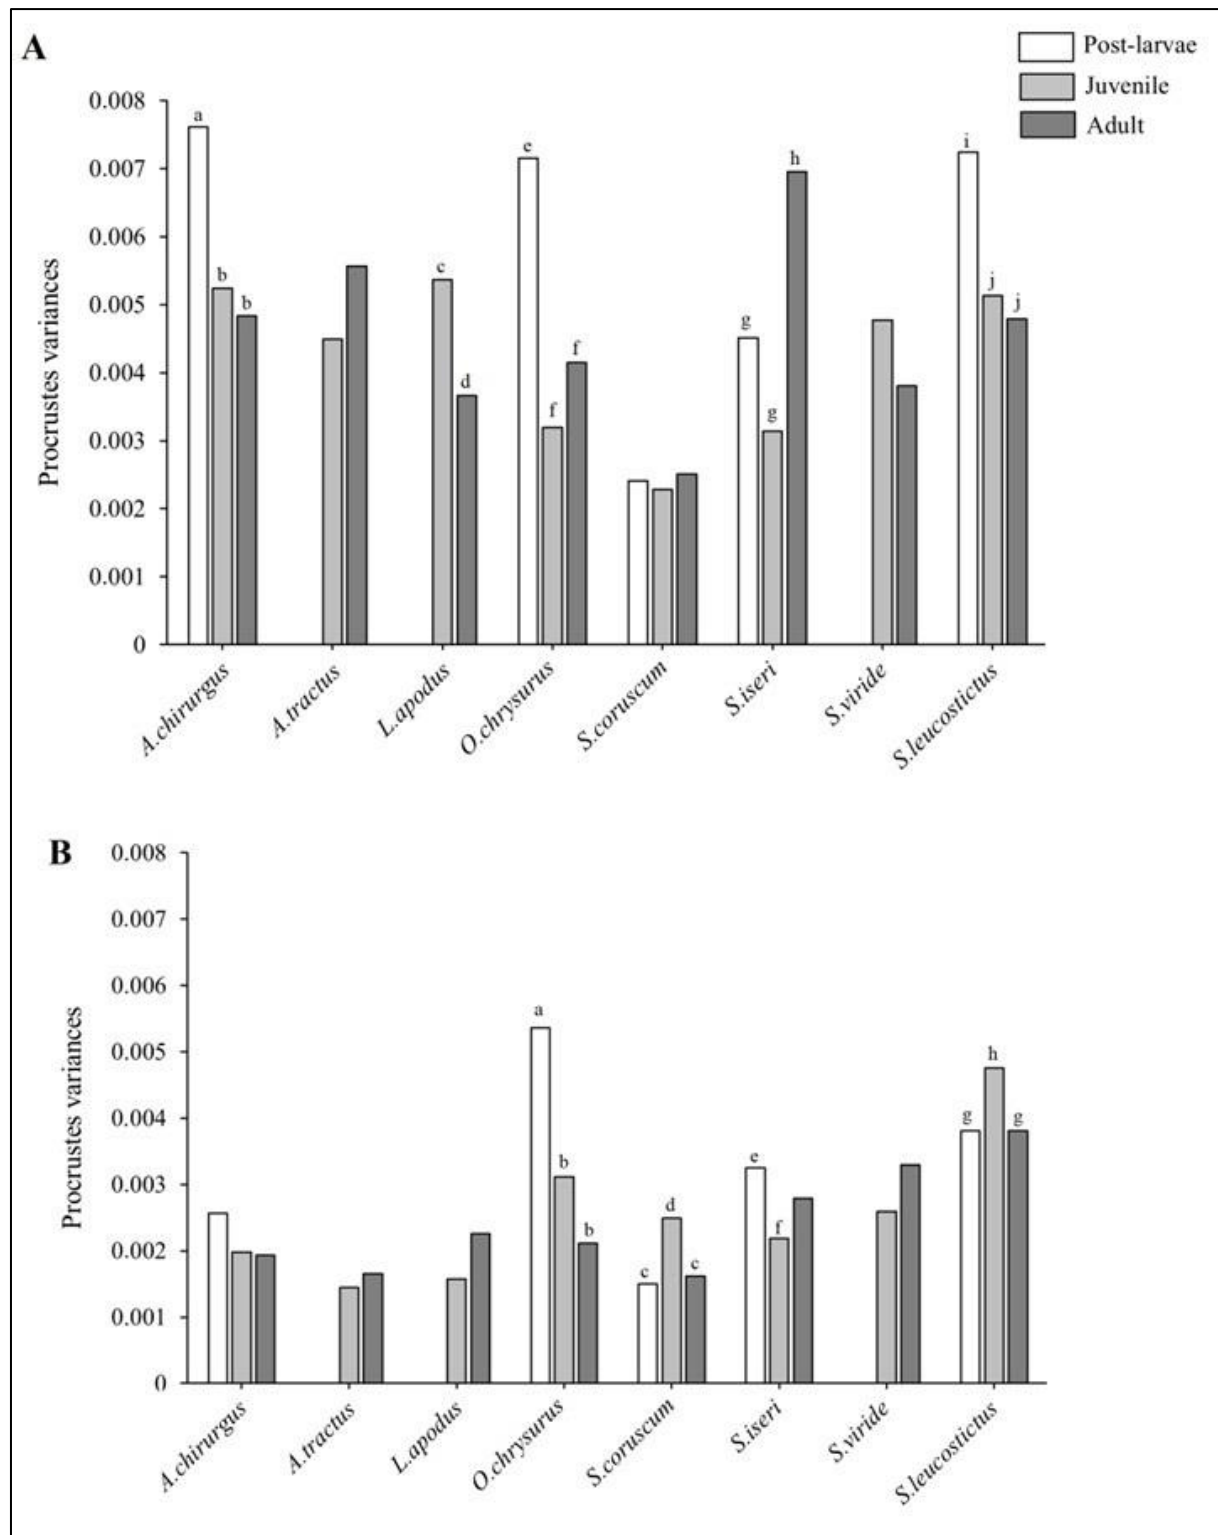 A
Post-larvae
Juvenile
Adult
Procrustes variances
0.008
0.007
0.006
0.005
0.004
0.003
0.002
0.001
0
a
b
b
c
d
e
f
f
g
g
h
i
j
j
A.chirurgus
A.tractus
L.apodus
O.chrysurus
S.coruscum
S.iseri
S.viride
S.leucostictus
B
Procrustes variances
0.008
0.007
0.006
0.005
0.004
0.003
0.002
0.001
0
a
b
b
c
d
c
e
f
g
h
g
A.chirurgus
A.tractus
L.apodus
O.chrysurus
S.coruscum
S.iseri
S.viride
S.leucostictus